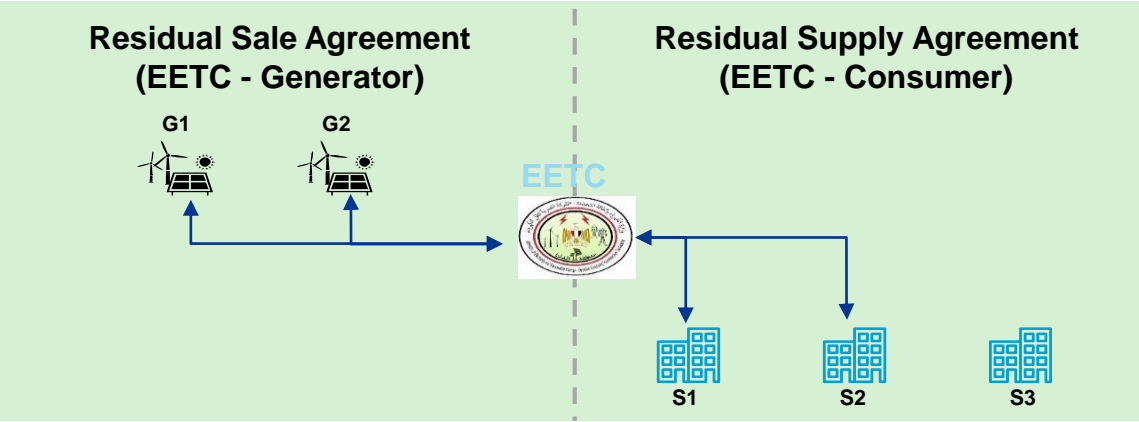 Residual Sale Agreement
(EETC - Generator)
Residual Supply Agreement
(EETC - Consumer)
G1
G2
EETC
S1
S2
S3